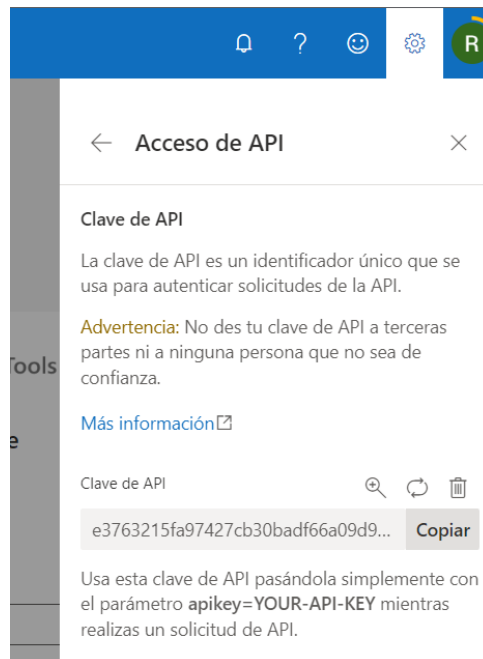 R
Acceso de API
Clave de API
La clave de API es un identificador único que se
usa para autenticar solicitudes de la API.
Advertencia: No des tu clave de API a terceras
partes ni a ninguna persona que no sea de
confianza.
Tools
e
Más información
Clave de API
e3763215fa97427cb30badf66a09d9... Copiar
Usa esta clave de API pasándola simplemente con
el parámetro apikey=YOUR-API-KEY mientras
realizas un solicitud de API.